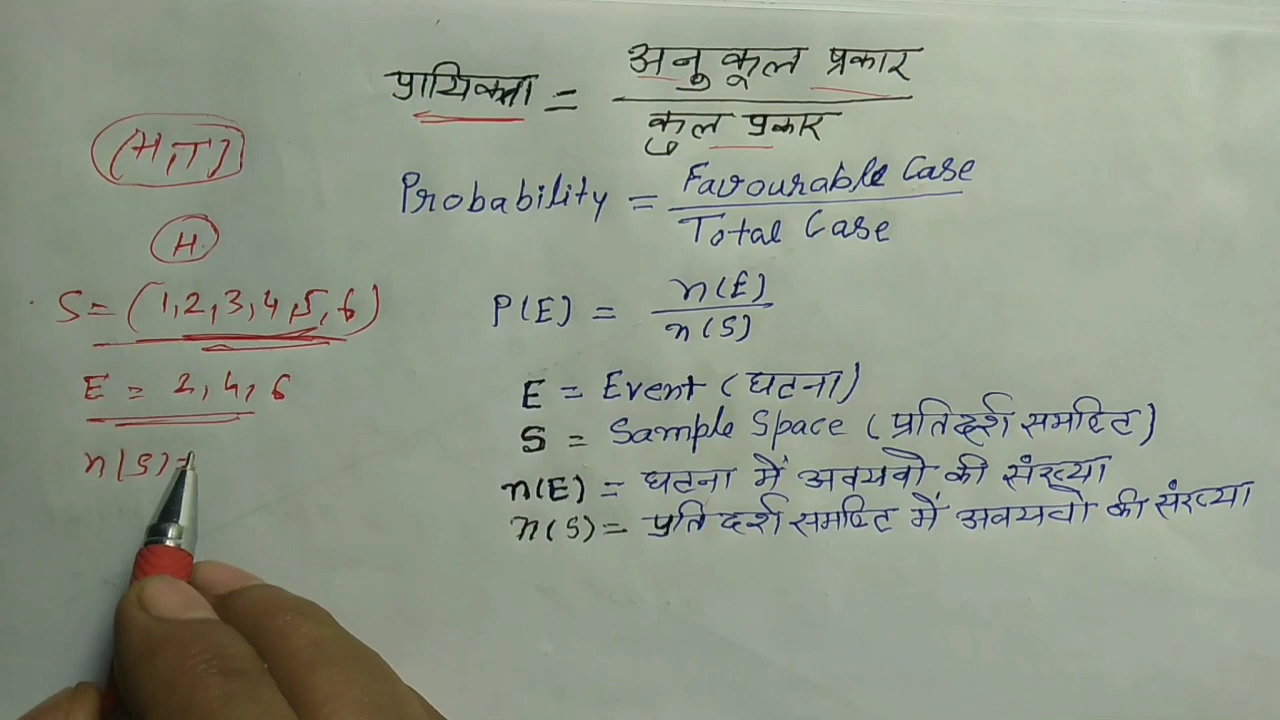 प्रायिकता = अनुकूल प्रकार
कुल प्रकार
Probability = Favourable Case
Total Case
P(E) = n(E)
n(S)
E = Event (घटना)
S = Sample Space (प्रतिदर्श समष्टि)
n(E) = घटना में अवयवो की संख्या
n(S) = प्रतिदर्श समष्टि में अवयवो की संख्या
(H,T)
H
S = (1,2,3,4,5,6)
E = 2,4,6
n(S)=